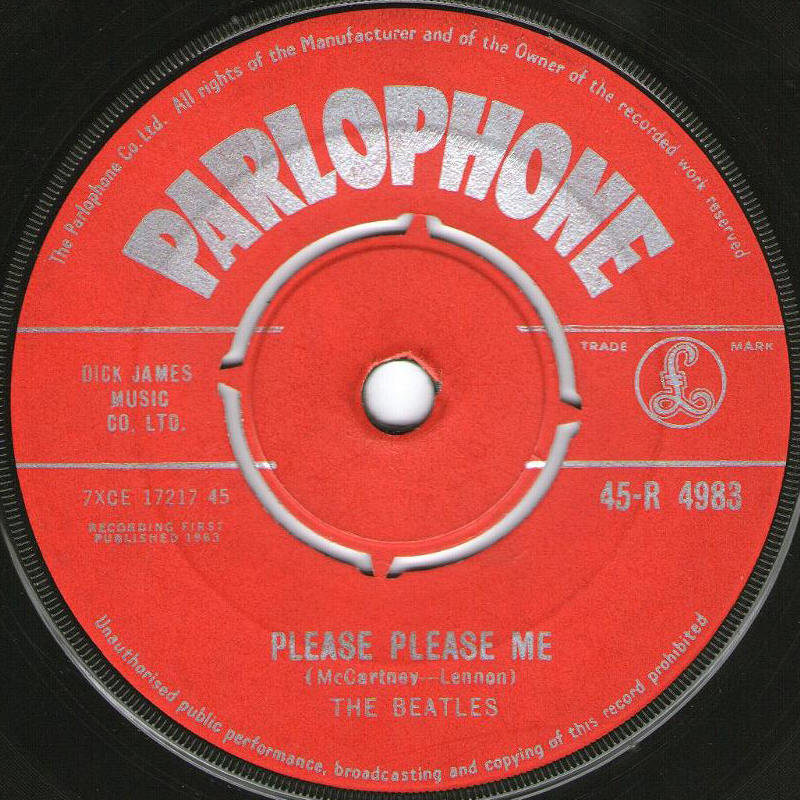 The Parlophone Co. Ltd. All rights of the Manufacturer and of the Owner of the recorded work reserved
PARLOPHONE
TRADE MARK
£
DICK JAMES
MUSIC
CO. LTD.
7XCE 17217 45
45-R 4983
RECORDING FIRST
PUBLISHED 1963
PLEASE PLEASE ME
(McCartney--Lennon)
THE BEATLES
Unauthorised public performance, broadcasting and copying of this record prohibited